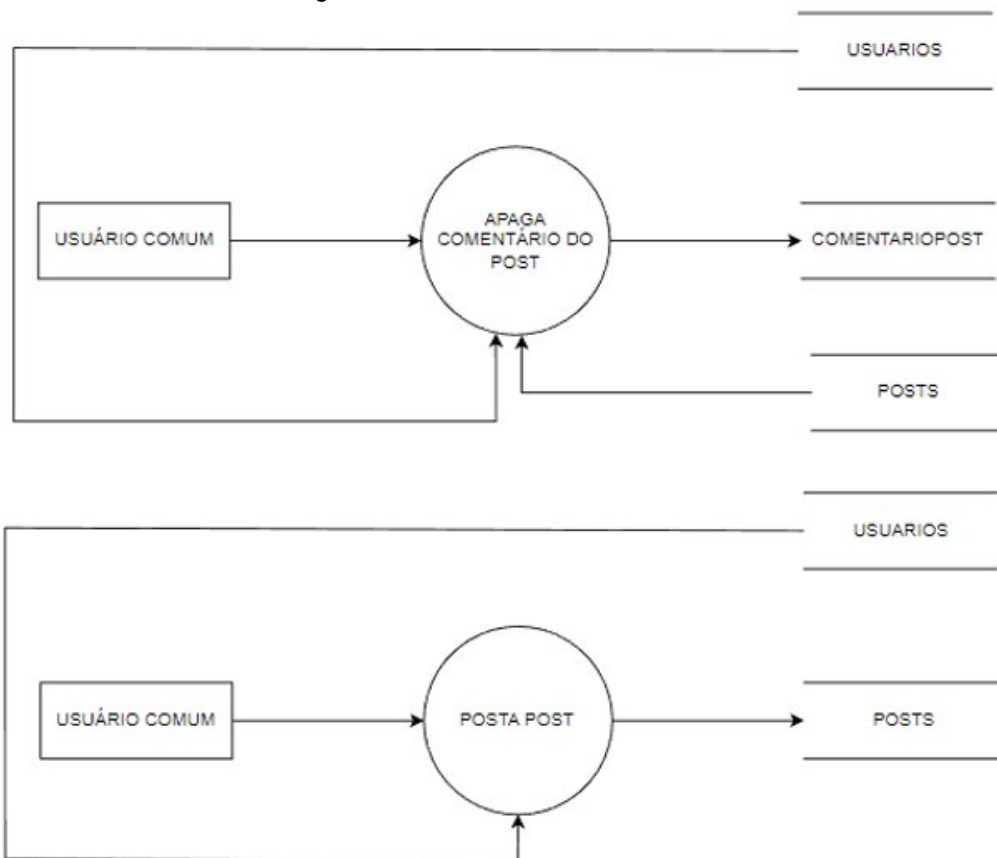 USUARIOS
USUÁRIO COMUM
APAGA
COMENTÁRIO DO
POST
COMENTARIOPOST
POSTS
USUARIOS
USUÁRIO COMUM
POSTA POST
POSTS